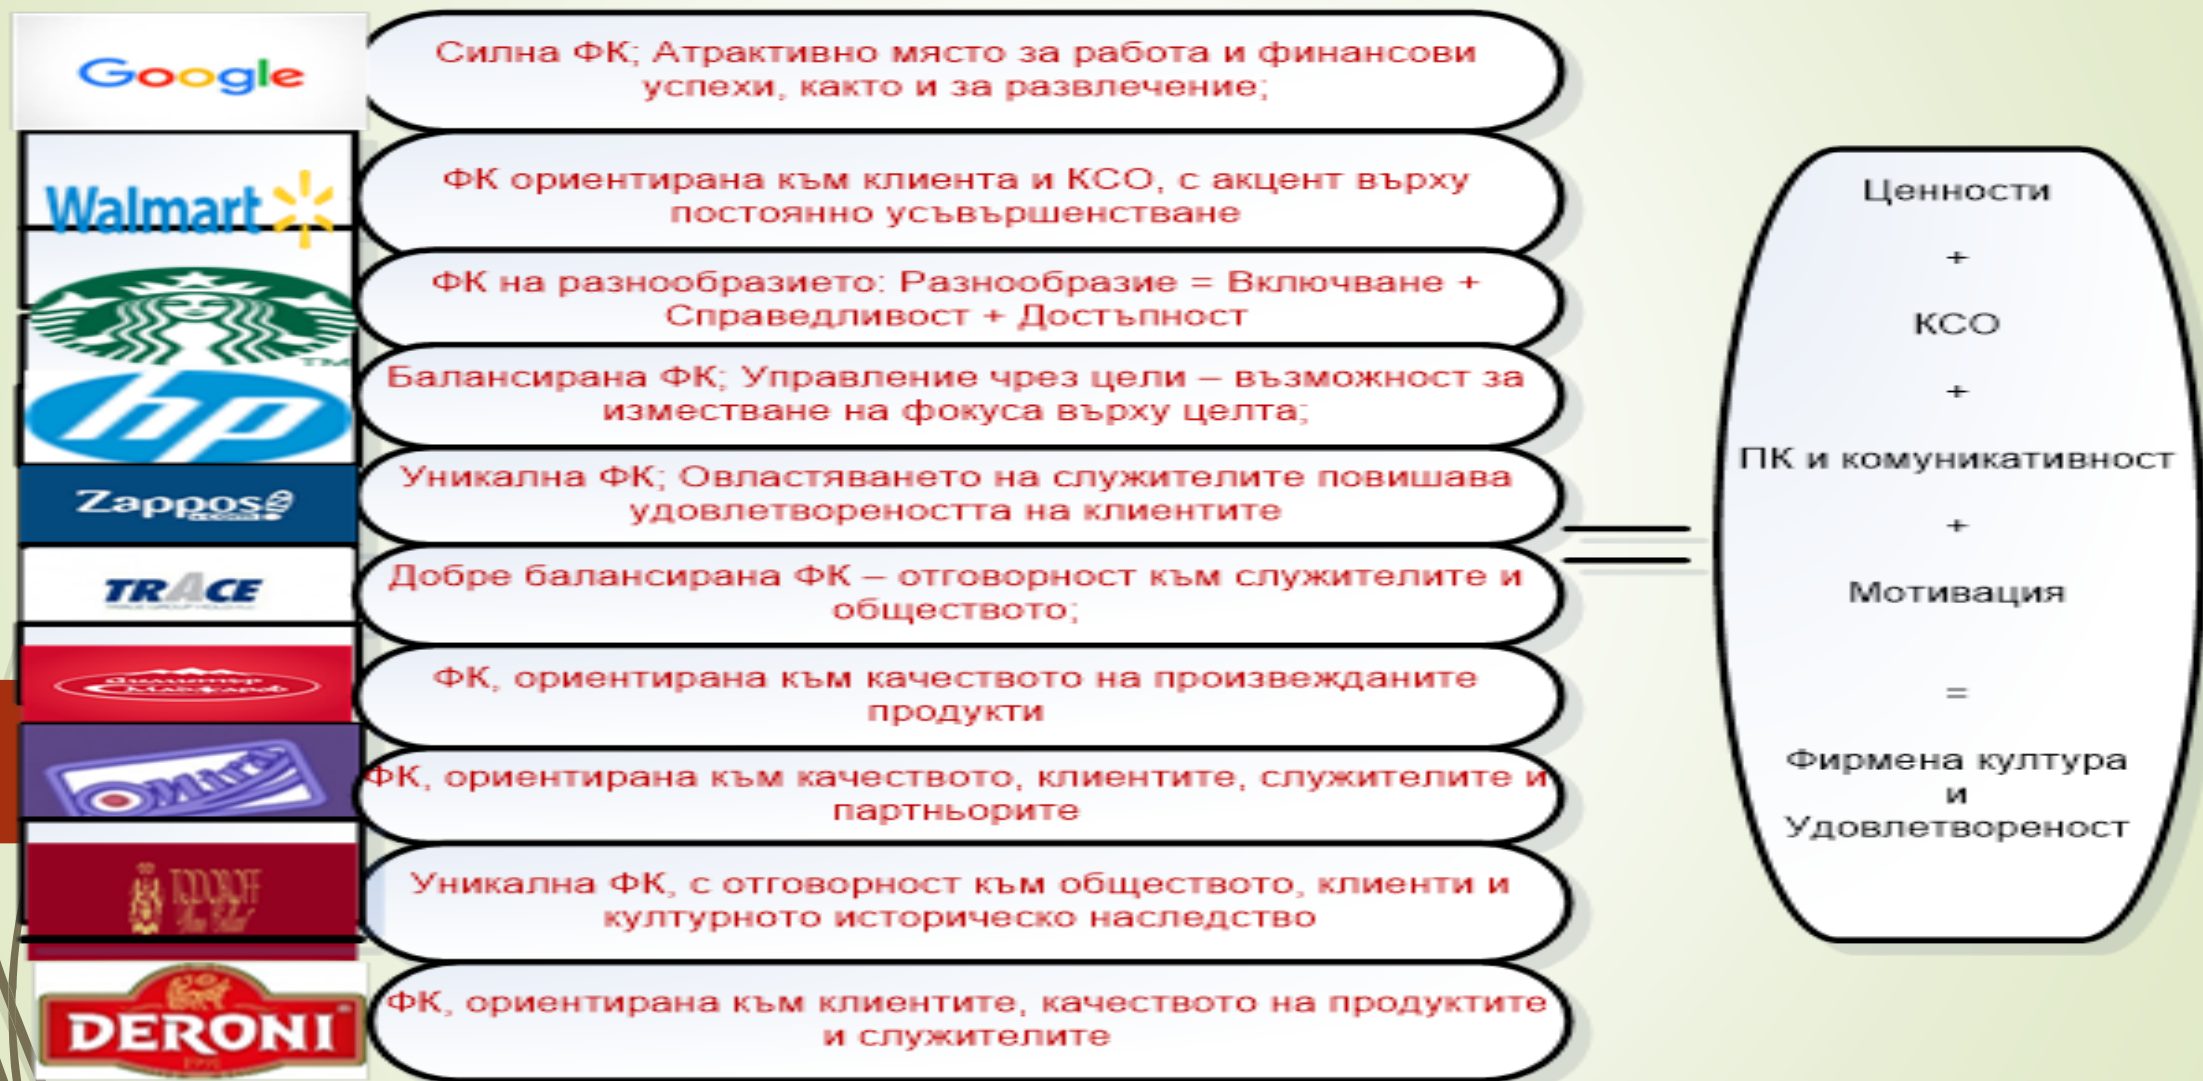 Google
Силна ФК; Атрактивно място за работа и финансови
успехи, както и за развлечение;
Walmart
ФК ориентирана към клиента и КСО, с акцент върху
постоянно усъвършенстване
ФК на разнообразието: Разнообразие = Включване +
Справедливост + Достъпност
TM
hp
Балансирана ФК; Управление чрез цели – възможност за
изместване на фокуса върху целта;
Zappos
Уникална ФК; Овластяването на служителите повишава
удовлетвореността на клиентите
TRACE
Добре балансирана ФК – отговорност към служителите и
обществото;
ФК, ориентирана към качеството на произвежданите
продукти
ФК, ориентирана към качеството, клиентите, служителите и
партньорите
TODOROFF
Уникална ФК, с отговорност към обществото, клиенти и
културното историческо наследство
DERONI
ФК, ориентирана към клиентите, качеството на продуктите
и служителите
=
Ценности
+
КСО
+
ПК и комуникативност
+
Мотивация
=
Фирмена култура
и
Удовлетвореност